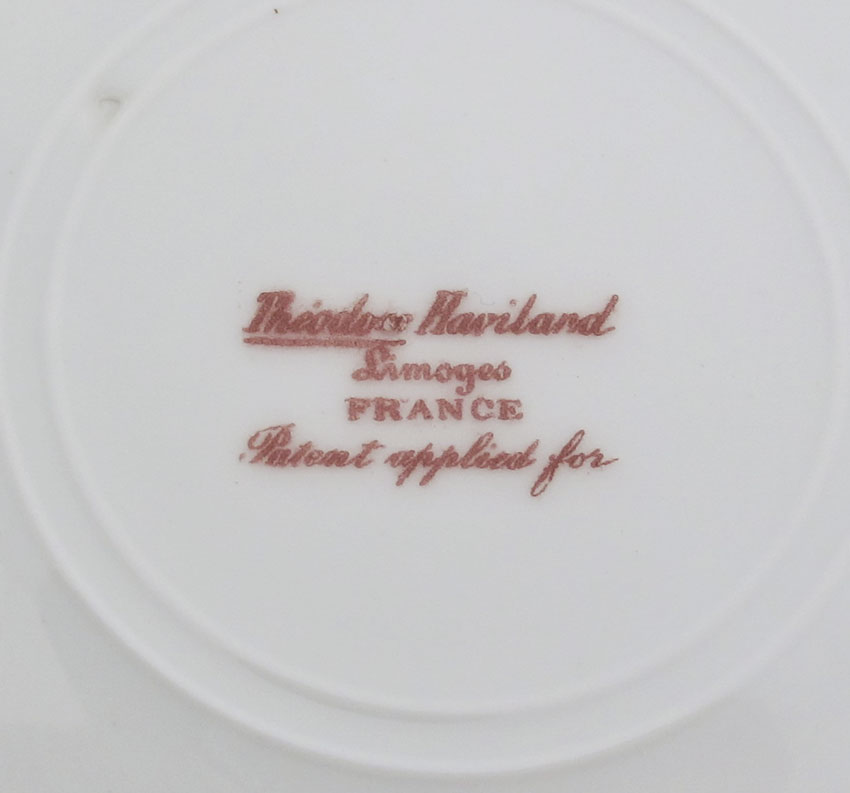 Théodore Haviland
Limoges
FRANCE
Patent applied for